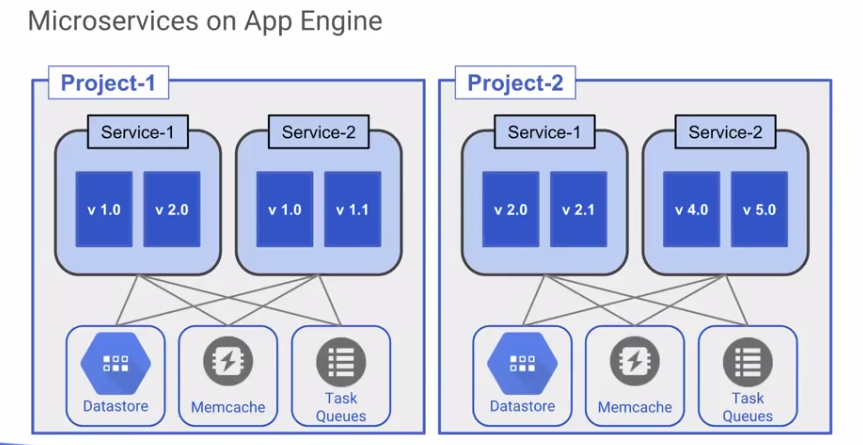 Microservices on App Engine
Project-1
Service-1
v 1.0
v 2.0
Service-2
v 1.0
v 1.1
Datastore
Memcache
Task
Queues
Project-2
Service-1
v 2.0
v 2.1
Service-2
v 4.0
v 5.0
Datastore
Memcache
Task
Queues